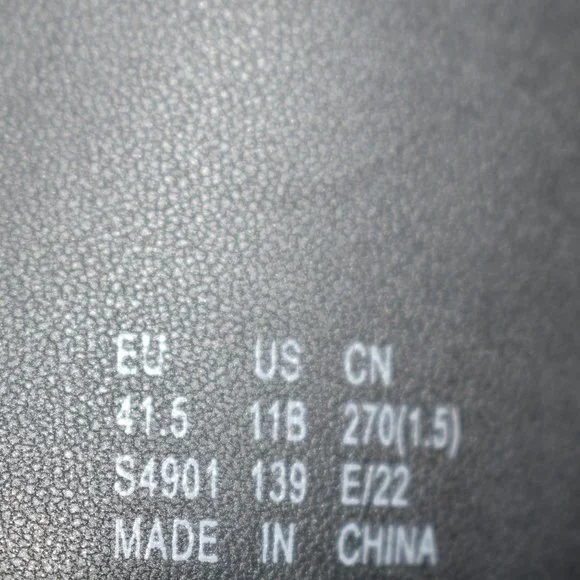 EU US CN
41.5 11B 270(1.5)
S4901 139 E/22
MADE IN CHINA